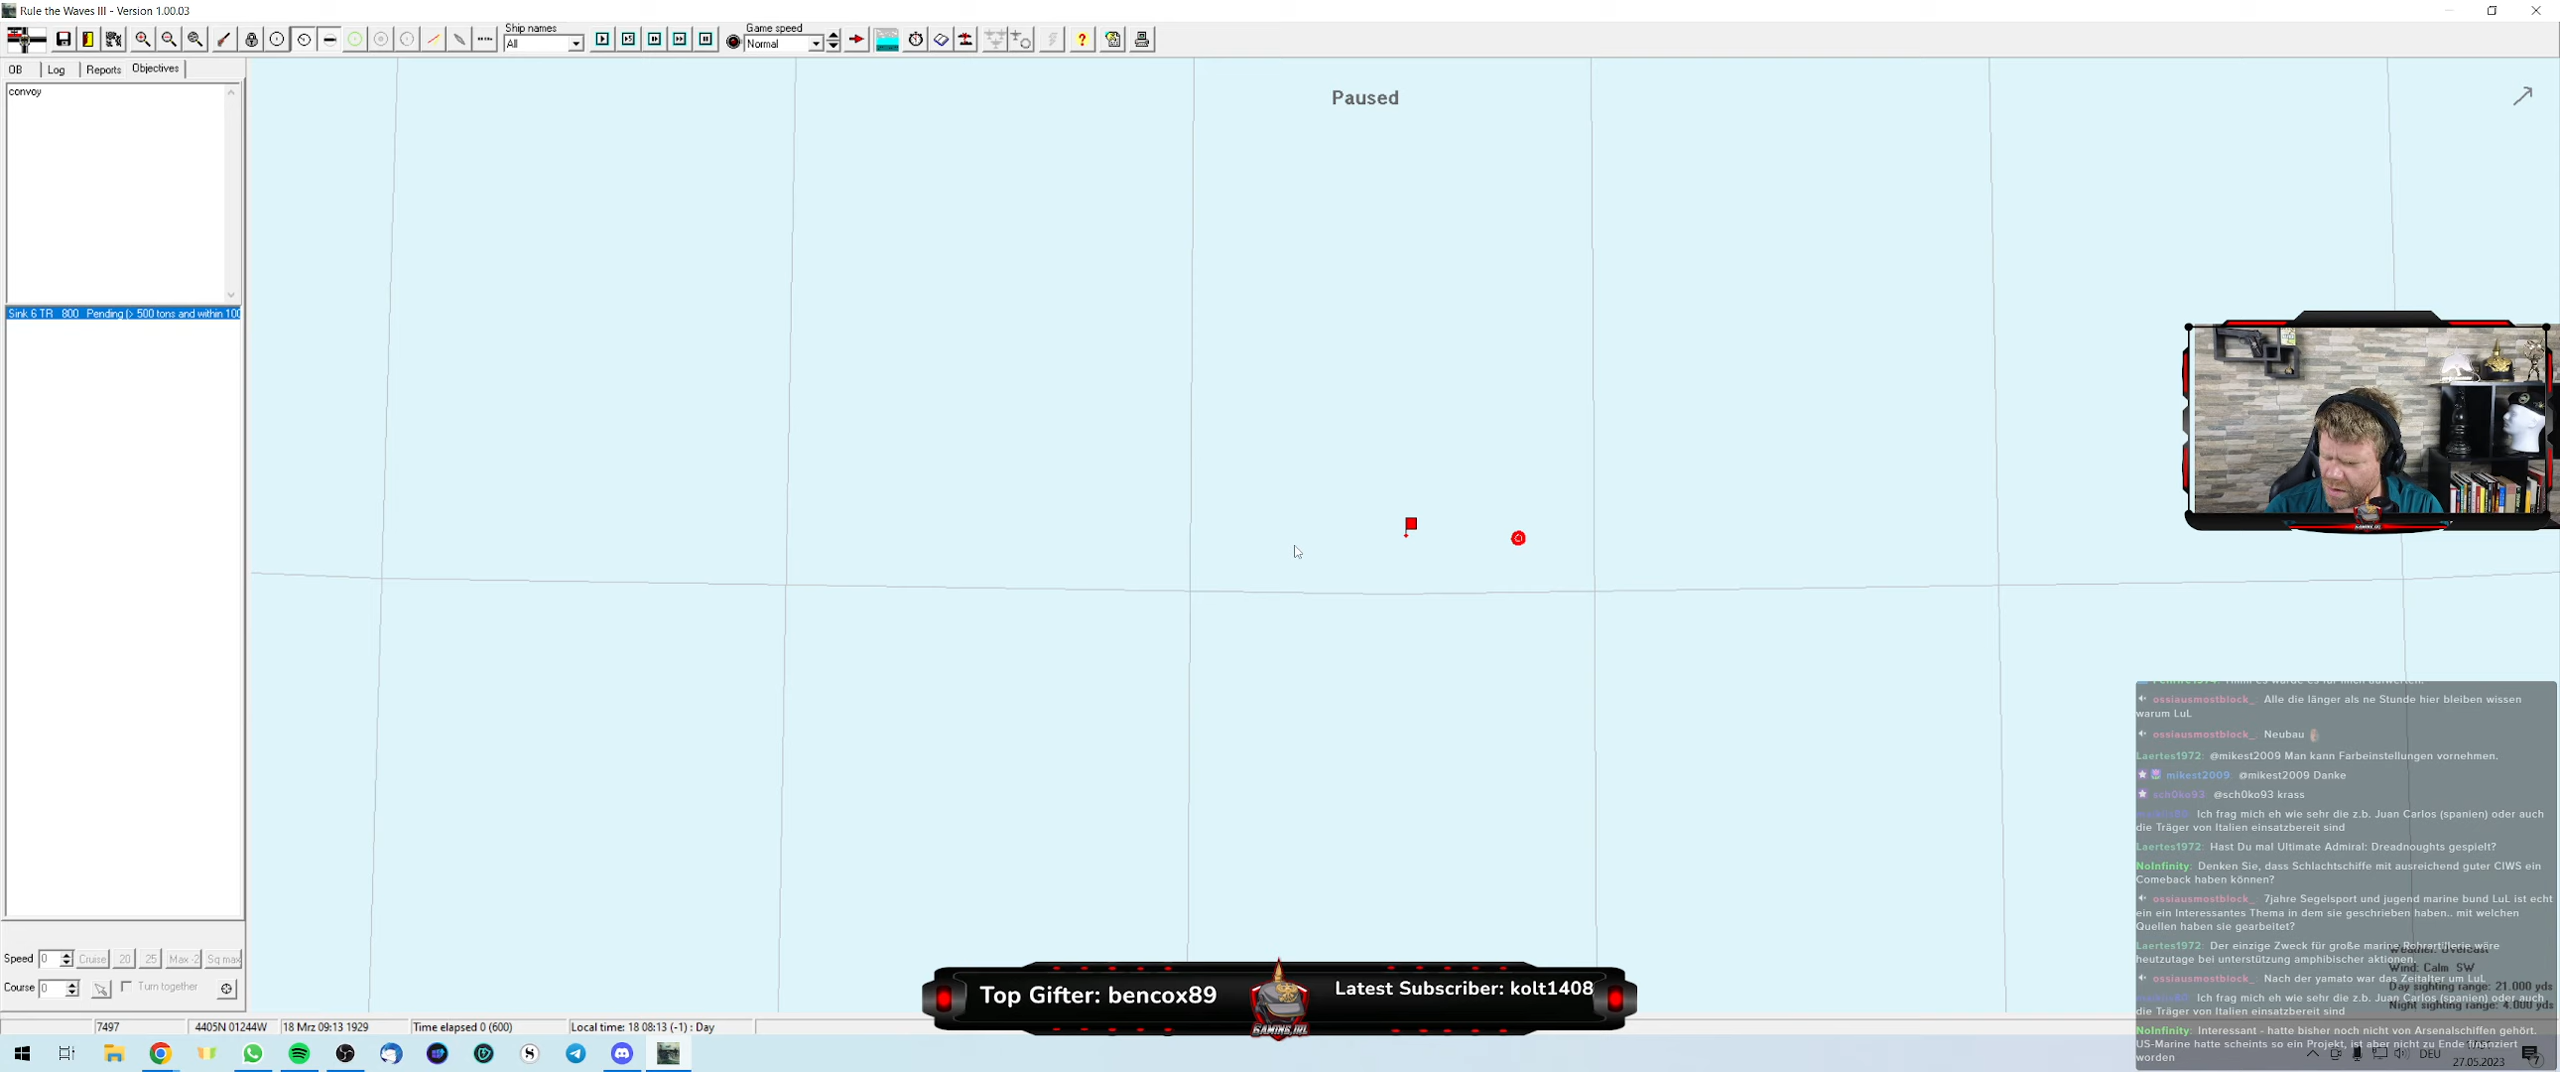 Rule the Waves III - Version 1.00.03
Ship names
All
Game speed
Normal
OB
Log
Reports
Objectives
convoy
Paused
Sink 6 TR 800 Pending (> 500 tons and within 100
ossiausmostblock_: Alle die länger als ne Stunde hier bleiben wissen
warum LuL
ossiausmostblock_: Neubau
Laertes1972: @mikest2009 Man kann Farbeinstellungen vornehmen.
mikest2009: @mikest2009 Danke
sch0ko93: @sch0ko93 krass
Ich frag mich eh wie sehr die z.b. Juan Carlos (spanien) oder auch
die Träger von Italien einsatzbereit sind
Laertes1972: Hast Du mal Ultimate Admiral: Dreadnoughts gespielt?
NoInfinity: Denken Sie, dass Schlachtschiffe mit ausreichend guter CIWS ein
Comeback haben können?
ossiausmostblock_: 7jahre Segelsport und jugend marine bund LuL ist echt
ein ein Interessantes Thema in dem sie geschrieben haben.. mit welchen
Quellen haben sie gearbeitet?
Laertes1972: Der einzige Zweck für große marine Rohrartillerie wäre
heutzutage bei unterstützung amphibischer aktionen.
Wind: Calm SW
ossiausmostblock_: Nach der yamato war das Zeitalter um LuL
Day sighting range: 21.000 yds
Ich frag mich eh wie sehr die z.b. Juan Carlos (spanien) oder auch
Night sighting range: 4.000 yds
die Träger von Italien einsatzbereit sind
NoInfinity: Interessant - hatte bisher noch nicht von Arsenalschiffen gehört.
US-Marine hatte scheints so ein Projekt, ist aber nicht zu Ende finanziert
worden
Speed 0 Cruise 20 25 Max -2 Sq max
Course 0 Turn together
Top Gifter: bencox89
Latest Subscriber: kolt1408
GAMING.IRL
7497 4405N 01244W 18 Mrz 09:13 1929 Time elapsed 0 (600) Local time: 18 08:13 (-1) : Day
DEU
27.05.2023
7